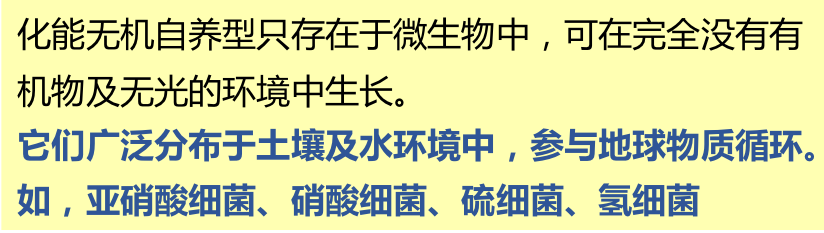 化能无机自养型只存在于微生物中，可在完全没有有
机物及无光的环境中生长。
它们广泛分布于土壤及水环境中，参与地球物质循环。
如，亚硝酸细菌、硝酸细菌、硫细菌、氢细菌